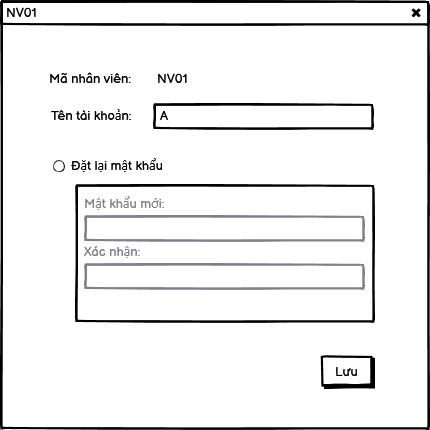 NV01
Mã nhân viên: NV01
Tên tài khoản: A
Đặt lại mật khẩu
Mật khẩu mới:
Xác nhận:
Lưu